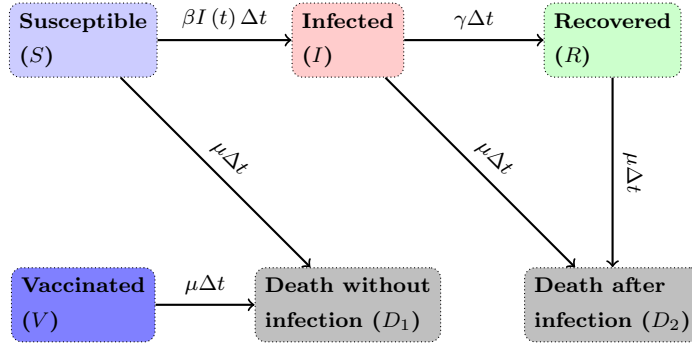 Susceptible
(S)
βI (t) Δt
Infected
(I)
γΔt
Recovered
(R)
μΔt
μΔt
μΔt
Vaccinated
(V)
μΔt
Death without
infection (D₁)
Death after
infection (D₂)